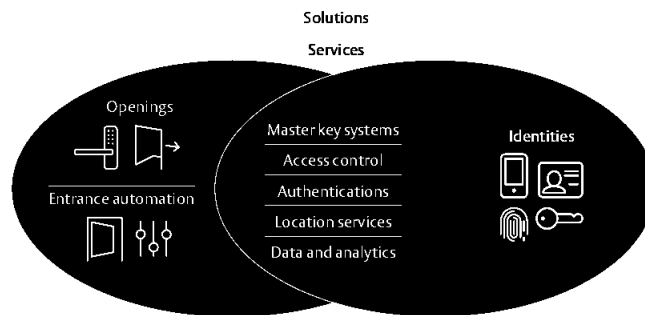 Solutions
Services
Openings
Entrance automation
Master key systems
Access control
Authentications
Location services
Data and analytics
Identities